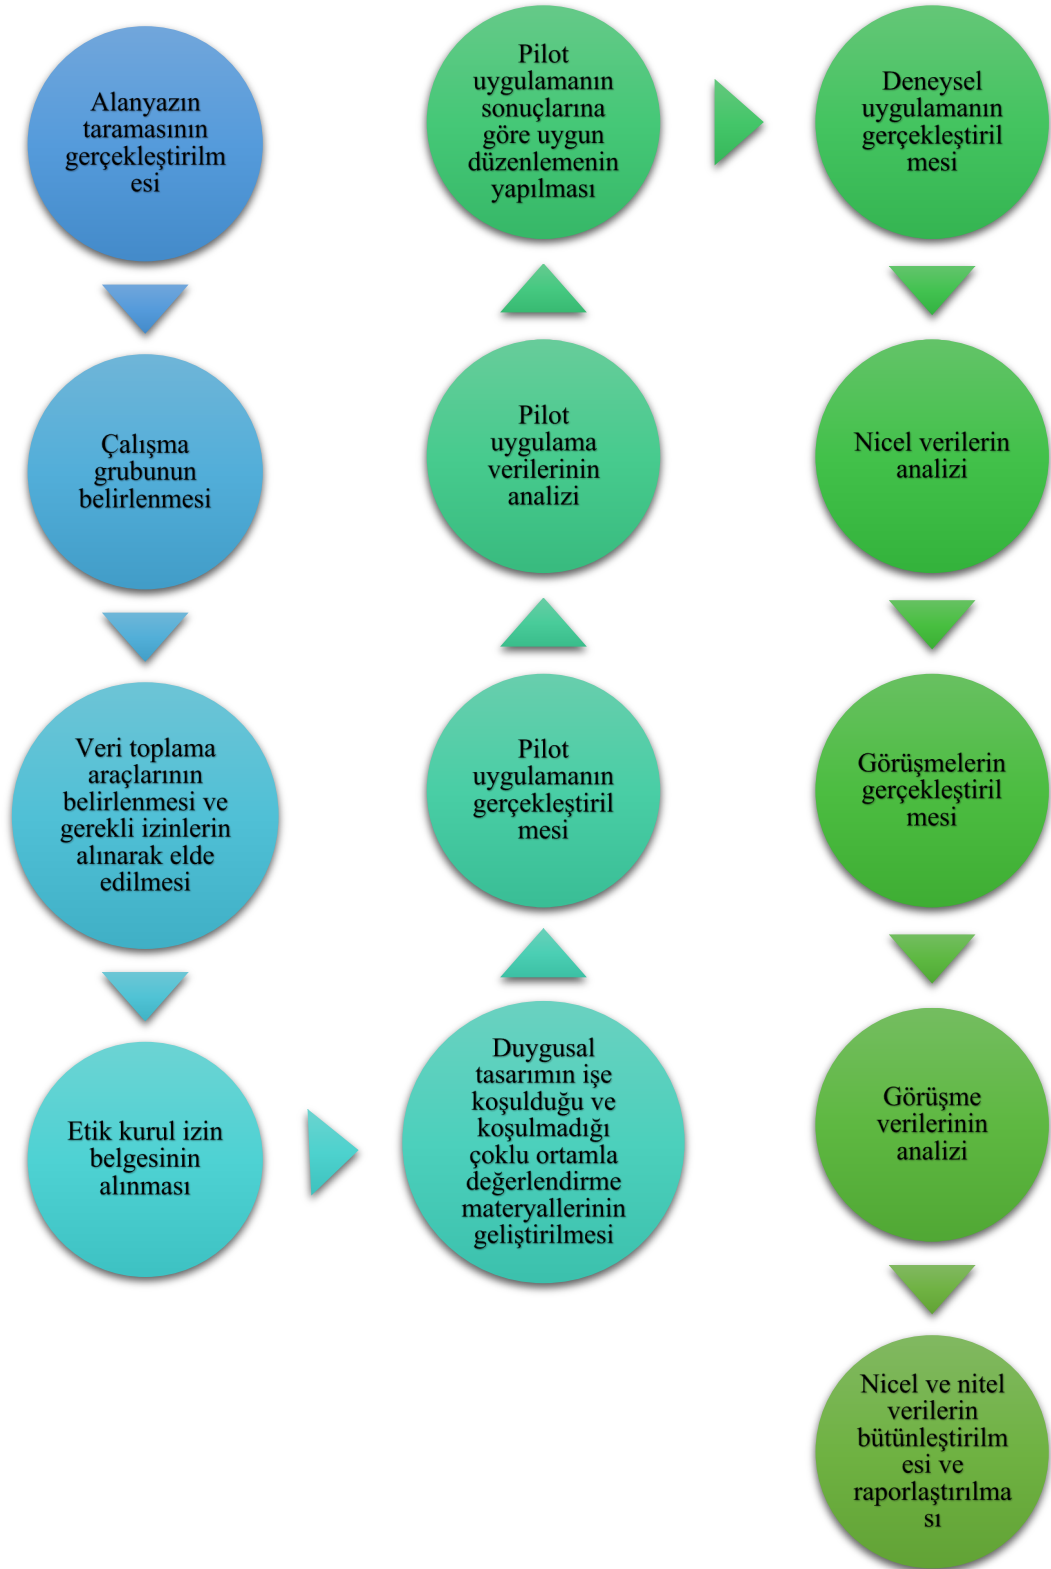 Alanyazın
taramasının
gerçekleştirilm
esi
Çalışma
grubunun
belirlenmesi
Veri toplama
araçlarının
belirlenmesi ve
gerekli izinlerin
alınarak elde
edilmesi
Etik kurul izin
belgesinin
alınması
Duygusal
tasarımın işe
koşulduğu ve
koşulmadığı
çoklu ortamla
değerlendirme
materyallerinin
geliştirilmesi
Pilot
uygulamanın
gerçekleştiril
mesi
Pilot
uygulama
verilerinin
analizi
Pilot
uygulamanın
sonuçlarına
göre uygun
düzenlemenin
yapılması
Deneysel
uygulamanın
gerçekleştiril
mesi
Nicel verilerin
analizi
Görüşmelerin
gerçekleştiril
mesi
Görüşme
verilerinin
analizi
Nicel ve nitel
verilerin
bütünleştirilm
esi ve
raporlaştırılma
sı